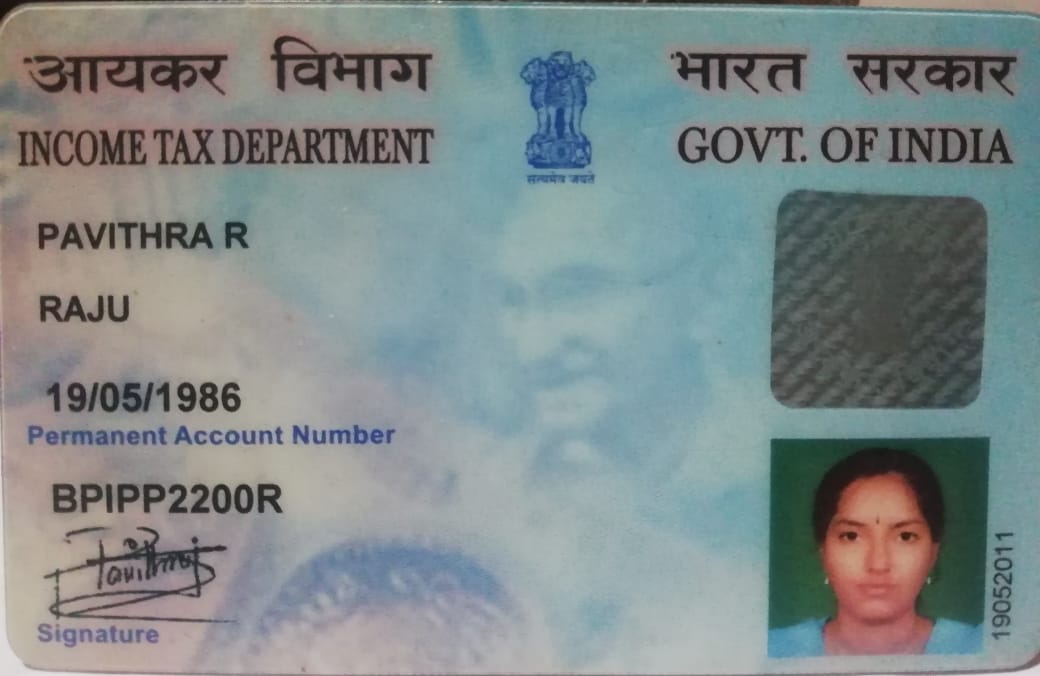 आयकर विभाग
भारत सरकार
INCOME TAX DEPARTMENT
GOVT. OF INDIA
सत्यमेव जयते
PAVITHRA R
RAJU
19/05/1986
Permanent Account Number
BPIPP2200R
Signature
19052011